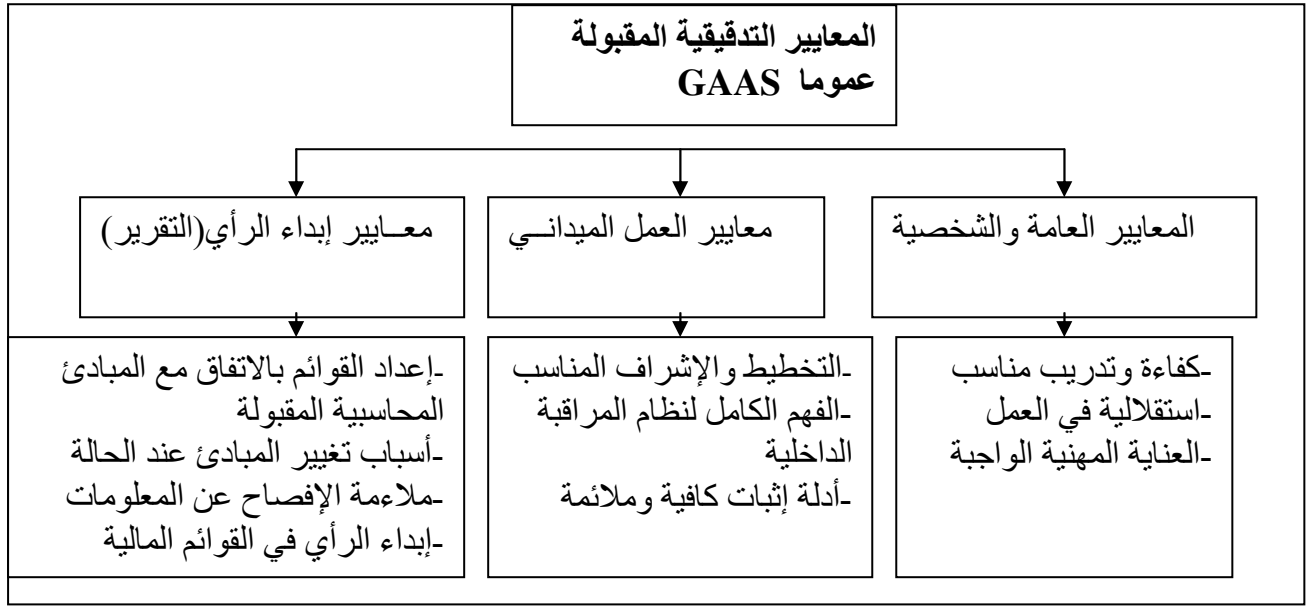 المعايير التدقيقية المقبولة
عموما GAAS
المعايير العامة والشخصية
معايير العمل الميدانــي
معــايير إبداء الرأي(التقرير)
-كفاءة وتدريب مناسب
-استقلالية في العمل
-العناية المهنية الواجبة
-التخطيط والإشراف المناسب
-الفهم الكامل لنظام المراقبة
الداخلية
-أدلة إثبات كافية وملائمة
-إعداد القوائم بالاتفاق مع المبادئ
المحاسبية المقبولة
-أسباب تغيير المبادئ عند الحالة
-ملاءمة الإفصاح عن المعلومات
-إبداء الرأي في القوائم المالية